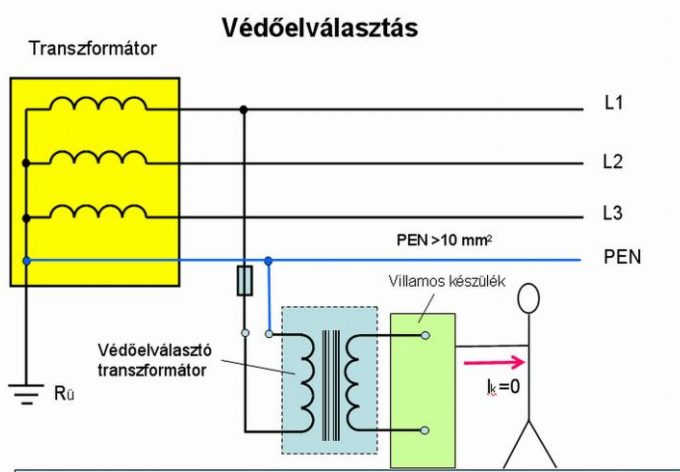 Védőelválasztás
Transzformátor
L1
L2
L3
PEN >10 mm²
PEN
Villamos készülék
Védőelválasztó
transzformátor
Ik=0
Rü